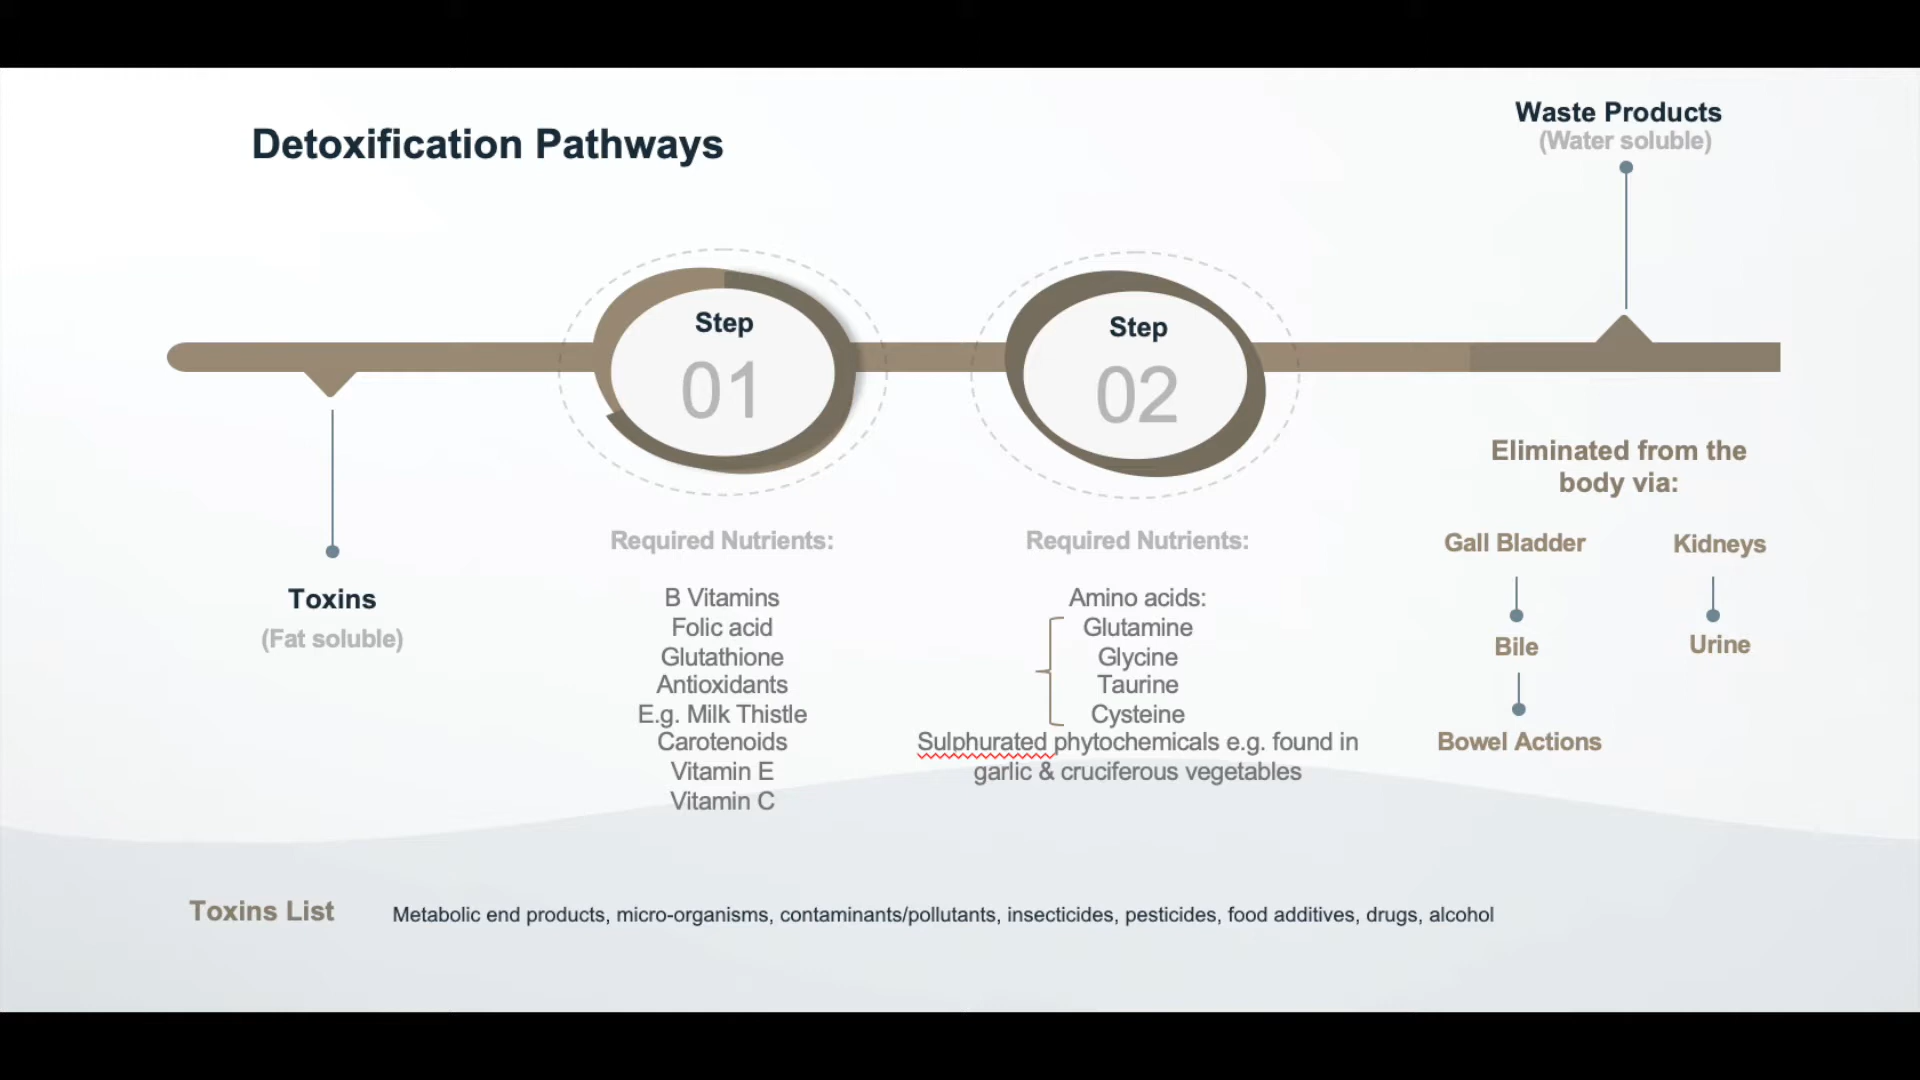 Detoxification Pathways
Waste Products
(Water soluble)
Step
01
Step
02
Toxins
(Fat soluble)
Required Nutrients:
B Vitamins
Folic acid
Glutathione
Antioxidants
E.g. Milk Thistle
Carotenoids
Vitamin E
Vitamin C
Required Nutrients:
Amino acids:
Glutamine
Glycine
Taurine
Cysteine
Sulphurated phytochemicals e.g. found in
garlic & cruciferous vegetables
Eliminated from the
body via:
Gall Bladder
Bile
Bowel Actions
Kidneys
Urine
Toxins List
Metabolic end products, micro-organisms, contaminants/pollutants, insecticides, pesticides, food additives, drugs, alcohol